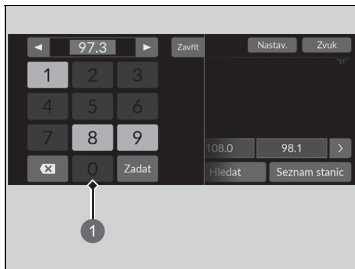 ◄ 97.3 ► Zavřít Nastav. Zvuk
1 2 3
4 5 6
7 8 9
108.0 98.1 >
0 Zadat Hledat Seznam stanic
1